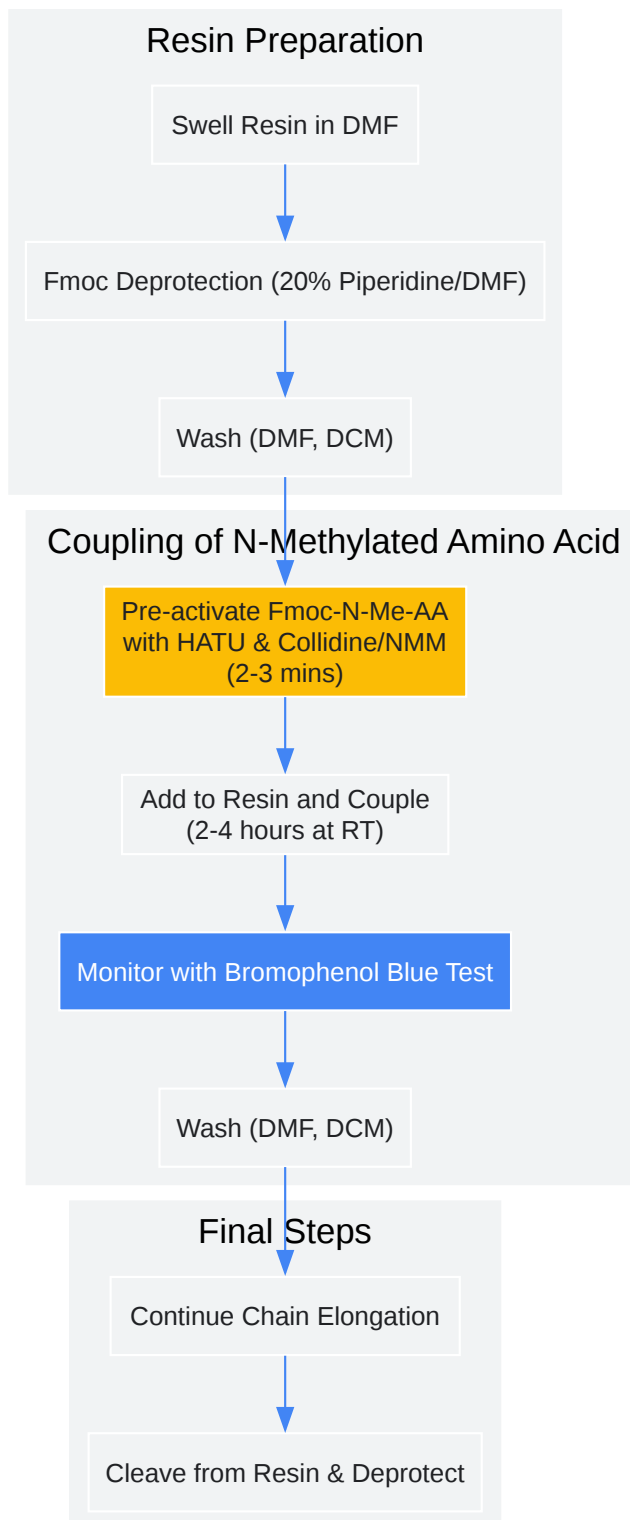 Resin Preparation
Swell Resin in DMF
Fmoc Deprotection (20% Piperidine/DMF)
Wash (DMF, DCM)
Coupling of N-Methylated Amino Acid
Pre-activate Fmoc-N-Me-AA
with HATU & Collidine/NMM
(2-3 mins)
Add to Resin and Couple
(2-4 hours at RT)
Monitor with Bromophenol Blue Test
Wash (DMF, DCM)
Final Steps
Continue Chain Elongation
Cleave from Resin & Deprotect